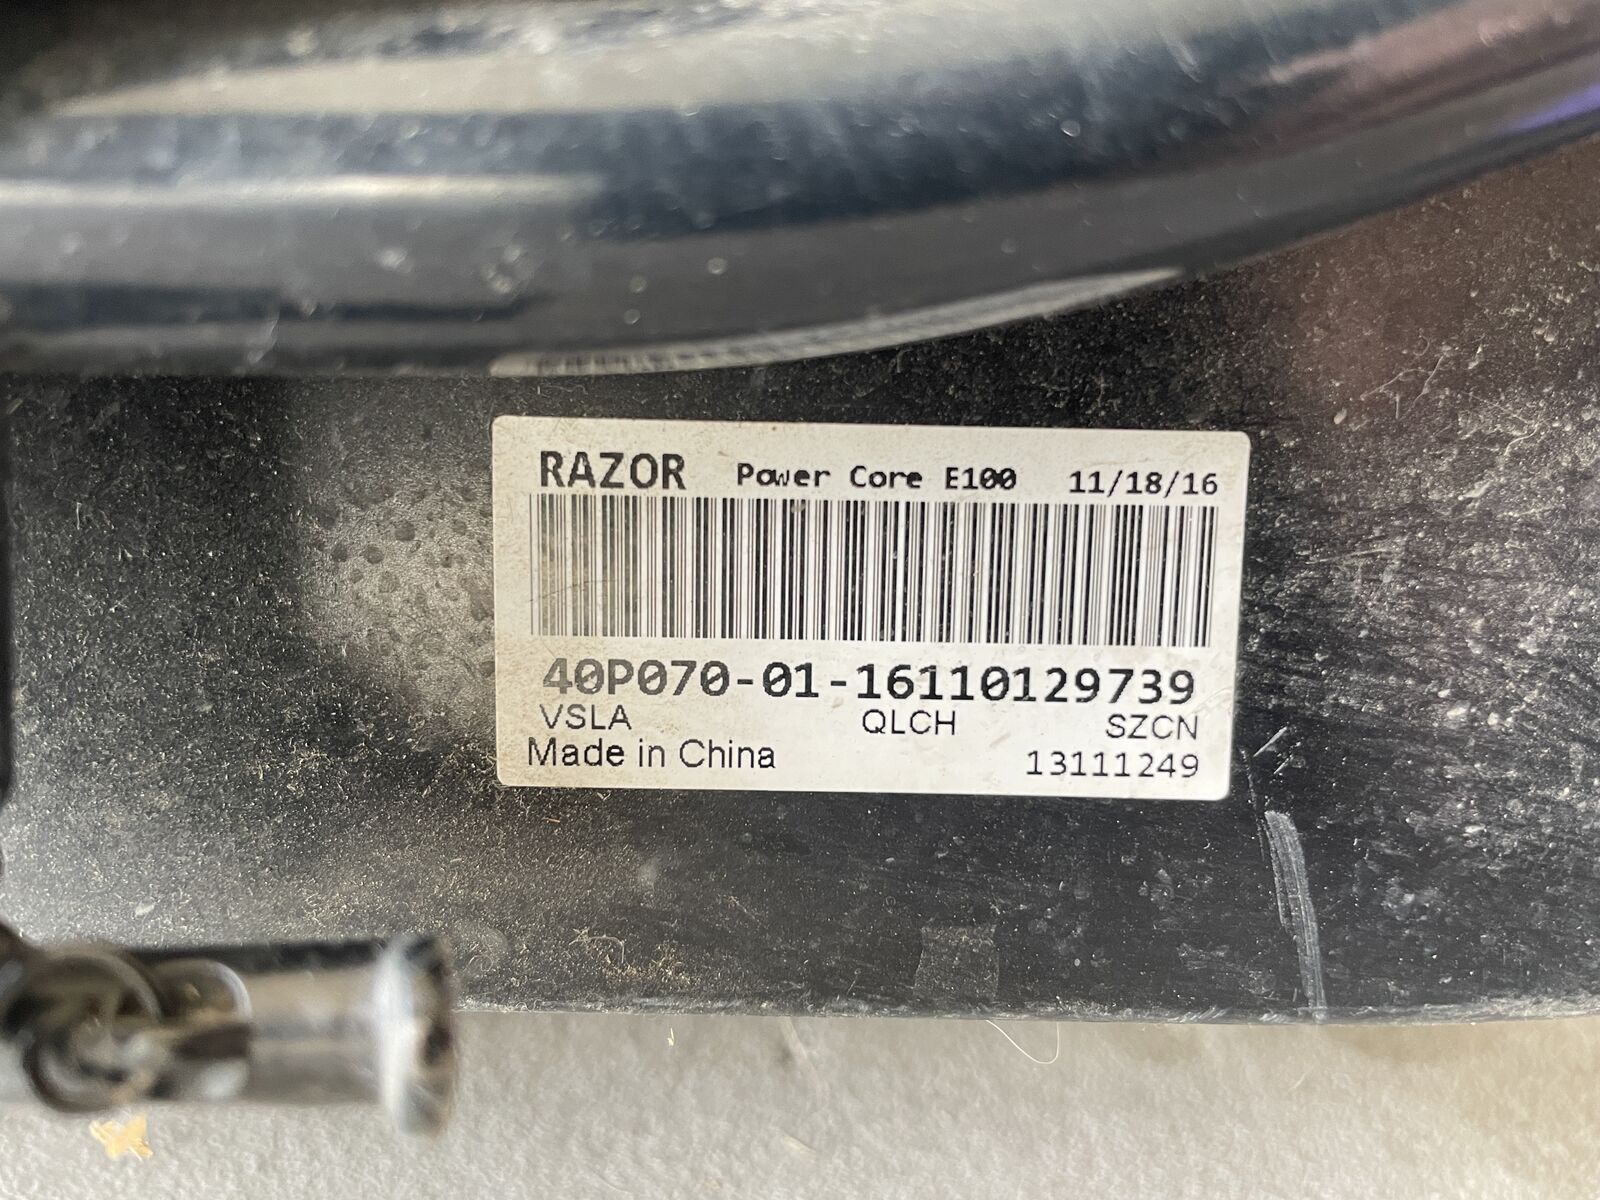 RAZOR Power Core E100 11/18/16
40P070-01-16110129739
VSLA QLCH SZCN
Made in China 13111249